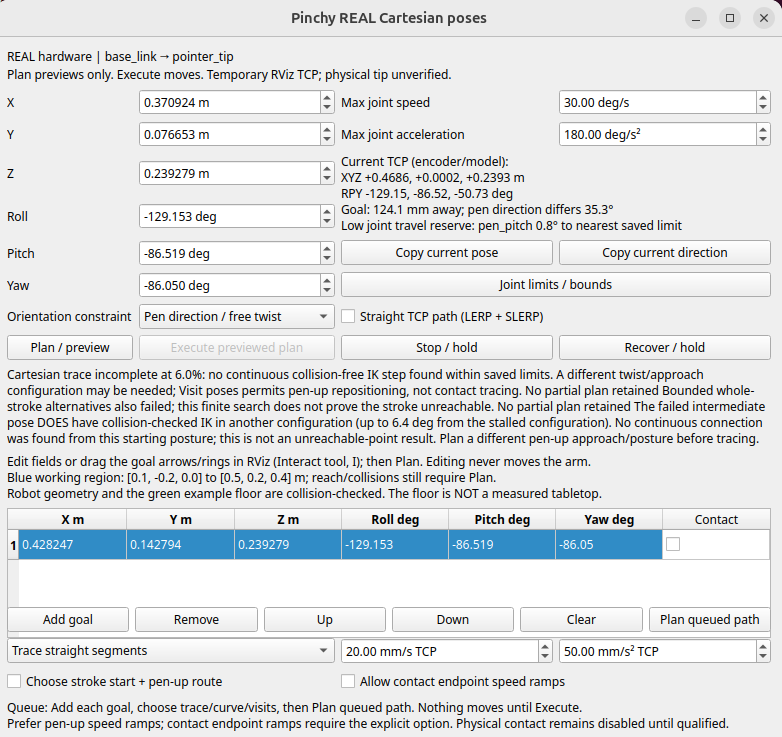 Pinchy REAL Cartesian poses
REAL hardware | base_link → pointer_tip
Plan previews only. Execute moves. Temporary RViz TCP; physical tip unverified.
X 0.370924 m Max joint speed 30.00 deg/s
Y 0.076653 m Max joint acceleration 180.00 deg/s²
Z 0.239279 m
Current TCP (encoder/model):
XYZ +0.4686, +0.0002, +0.2393 m
RPY -129.15, -86.52, -50.73 deg
Goal: 124.1 mm away; pen direction differs 35.3°
Low joint travel reserve: pen_pitch 0.8° to nearest saved limit
Roll -129.153 deg
Pitch -86.519 deg Copy current pose Copy current direction
Yaw -86.050 deg Joint limits / bounds
Orientation constraint Pen direction / free twist Straight TCP path (LERP + SLERP)
Plan / preview Execute previewed plan Stop / hold Recover / hold
Cartesian trace incomplete at 6.0%: no continuous collision-free IK step found within saved limits. A different twist/approach
configuration may be needed; Visit poses permits pen-up repositioning, not contact tracing. No partial plan retained Bounded whole-
stroke alternatives also failed; this finite search does not prove the stroke unreachable. No partial plan retained The failed intermediate
pose DOES have collision-checked IK in another configuration (up to 6.4 deg from the stalled configuration). No continuous connection
was found from this starting posture; this is not an unreachable-point result. Plan a different pen-up approach/posture before tracing.
Edit fields or drag the goal arrows/rings in RViz (Interact tool, I); then Plan. Editing never moves the arm.
Blue working region: [0.1, -0.2, 0.0] to [0.5, 0.2, 0.4] m; reach/collisions still require Plan.
Robot geometry and the green example floor are collision-checked. The floor is NOT a measured tabletop.
X m Y m Z m Roll deg Pitch deg Yaw deg Contact
1 0.428247 0.142794 0.239279 -129.153 -86.519 -86.05
Add goal Remove Up Down Clear Plan queued path
Trace straight segments 20.00 mm/s TCP 50.00 mm/s² TCP
Choose stroke start + pen-up route Allow contact endpoint speed ramps
Queue: Add each goal, choose trace/curve/visits, then Plan queued path. Nothing moves until Execute.
Prefer pen-up speed ramps; contact endpoint ramps require the explicit option. Physical contact remains disabled until qualified.